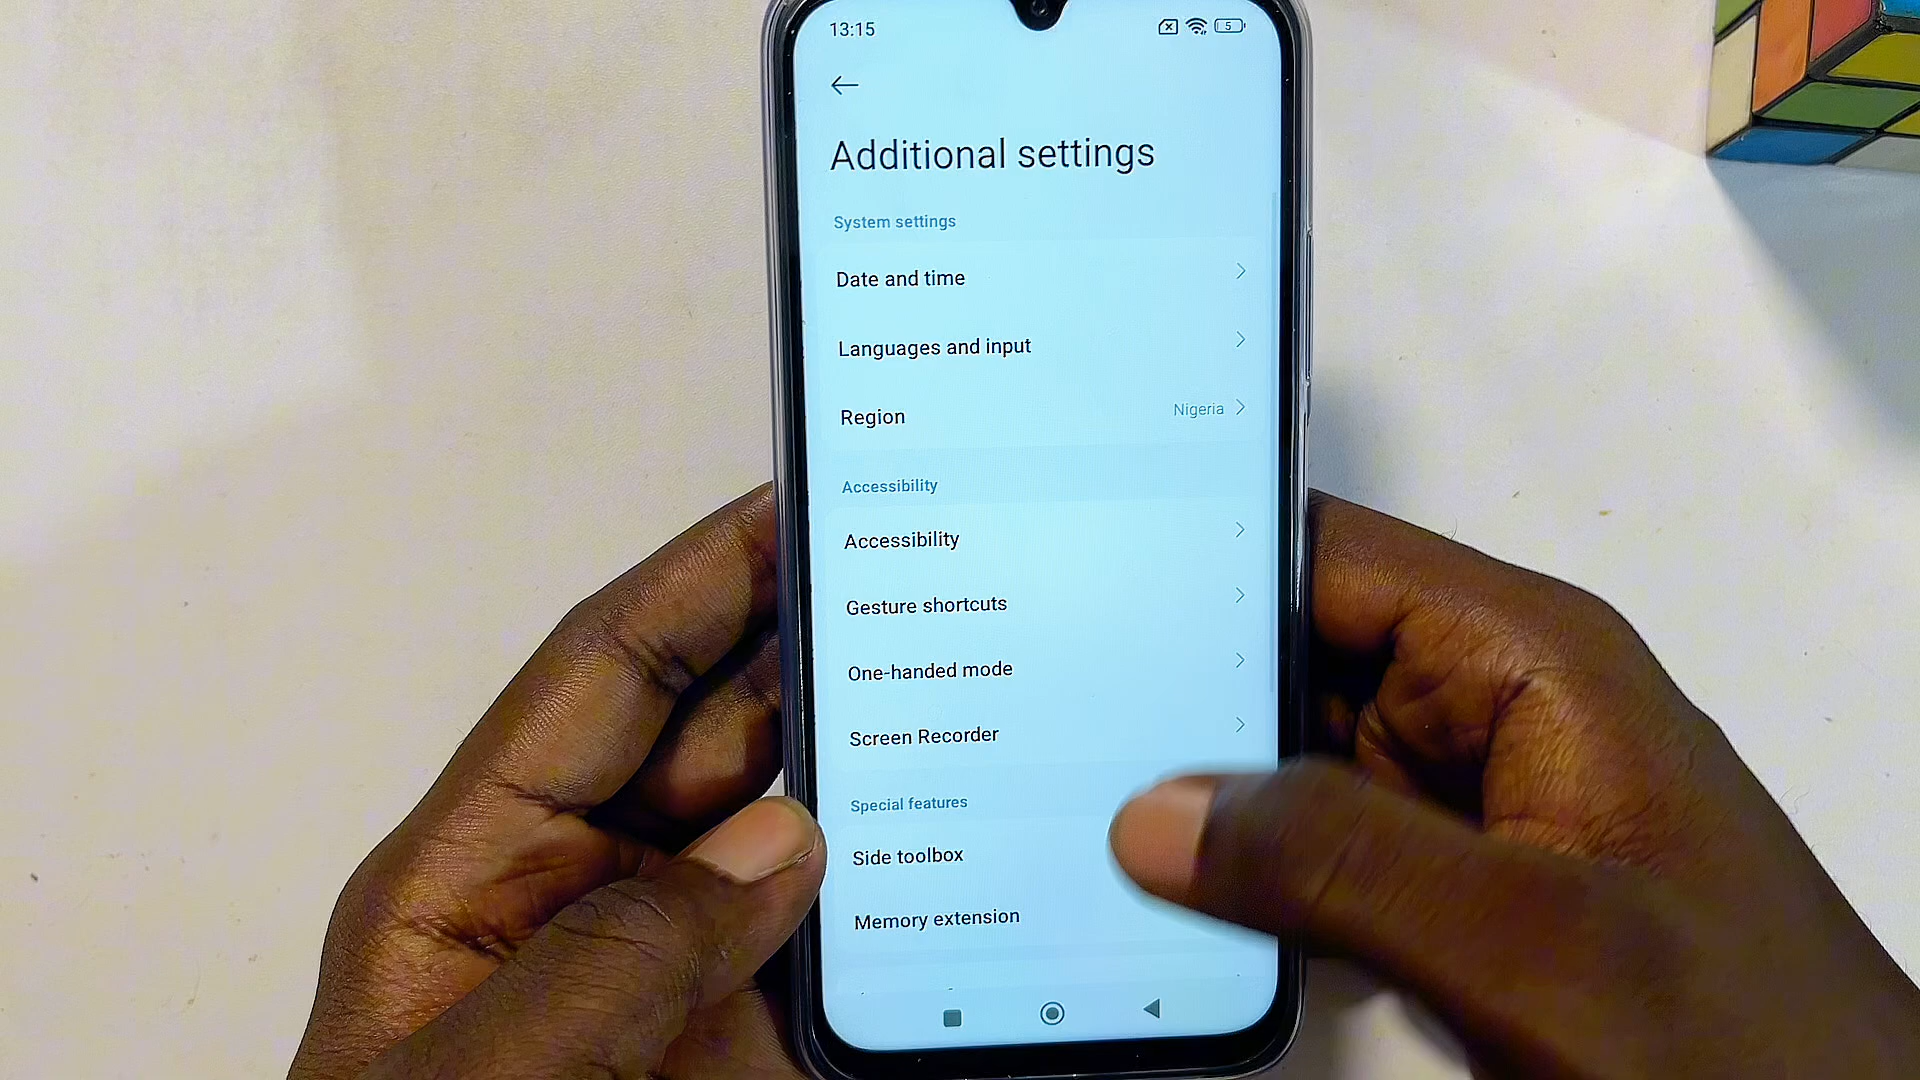 13:15
5
Additional settings
System settings
Date and time
Languages and input
Region
Nigeria
Accessibility
Accessibility
Gesture shortcuts
One-handed mode
Screen Recorder
Special features
Side toolbox
Memory extension